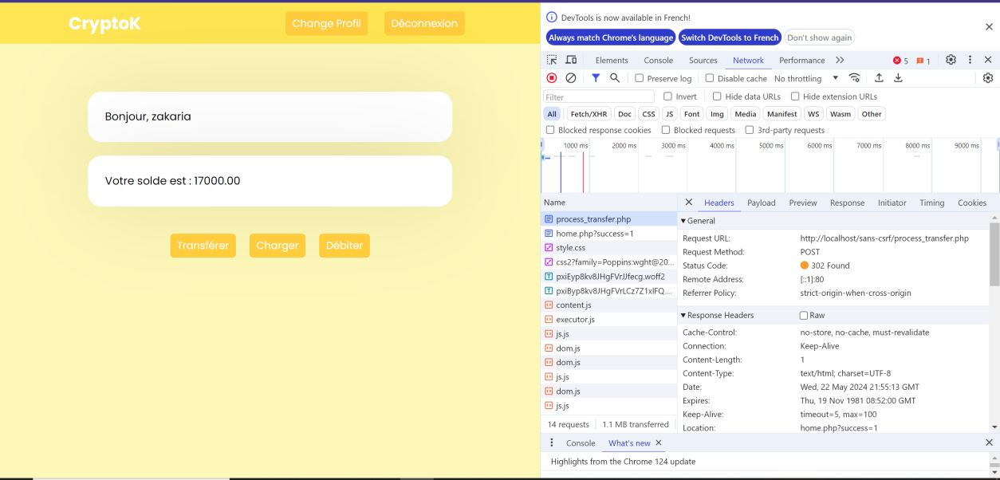 CryptoK
Change Profil
Déconnexion
Bonjour, zakaria
Votre solde est : 17000.00
Transférer
Charger
Débiter
DevTools is now available in French!
Always match Chrome's language
Switch DevTools to French
Don't show again
Elements Console Sources Network Performance 5 1
Preserve log Disable cache No throttling
Filter Invert Hide data URLs Hide extension URLs
All Fetch/XHR Doc CSS JS Font Img Media Manifest WS Wasm Other
Blocked response cookies Blocked requests 3rd-party requests
1000 ms 2000 ms 3000 ms 4000 ms 5000 ms 6000 ms 7000 ms 8000 ms 9000 ms
Name
process_transfer.php
home.php?success=1
style.css
css2?family=Poppins:wght@20...
pxiEyp8kv8JHgFVrJJfecg.woff2
pxiByp8kv8JHgFVrLCz7Z1xlFQ....
content.js
executor.js
js.js
dom.js
dom.js
js.js
dom.js
js.js
14 requests 1.1 MB transferred
Headers Payload Preview Response Initiator Timing Cookies
General
Request URL: http://localhost/sans-csrf/process_transfer.php
Request Method: POST
Status Code: 302 Found
Remote Address: [::1]:80
Referrer Policy: strict-origin-when-cross-origin
Response Headers Raw
Cache-Control: no-store, no-cache, must-revalidate
Connection: Keep-Alive
Content-Length: 1
Content-Type: text/html; charset=UTF-8
Date: Wed, 22 May 2024 21:55:13 GMT
Expires: Thu, 19 Nov 1981 08:52:00 GMT
Keep-Alive: timeout=5, max=100
Location: home.php?success=1
Console What's new
Highlights from the Chrome 124 update